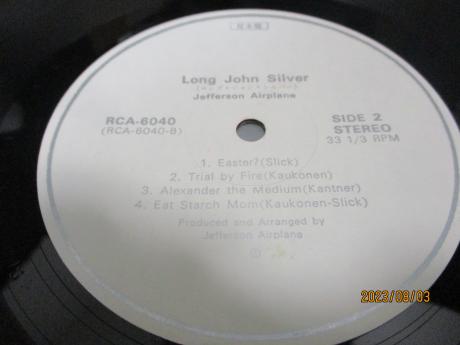 見本盤
Long John Silver
Jefferson Airplane
RCA-6040
(RCA-6040-B)
SIDE 2
STEREO
33 1/3 RPM
1. Easter?(Slick)
2. Trial by Fire(Kaukonen)
3. Alexander the Medium(Kantner)
4. Eat Starch Mom(Kaukonen-Slick)
Produced and Arranged by
Jefferson Airplane
2023/09/03